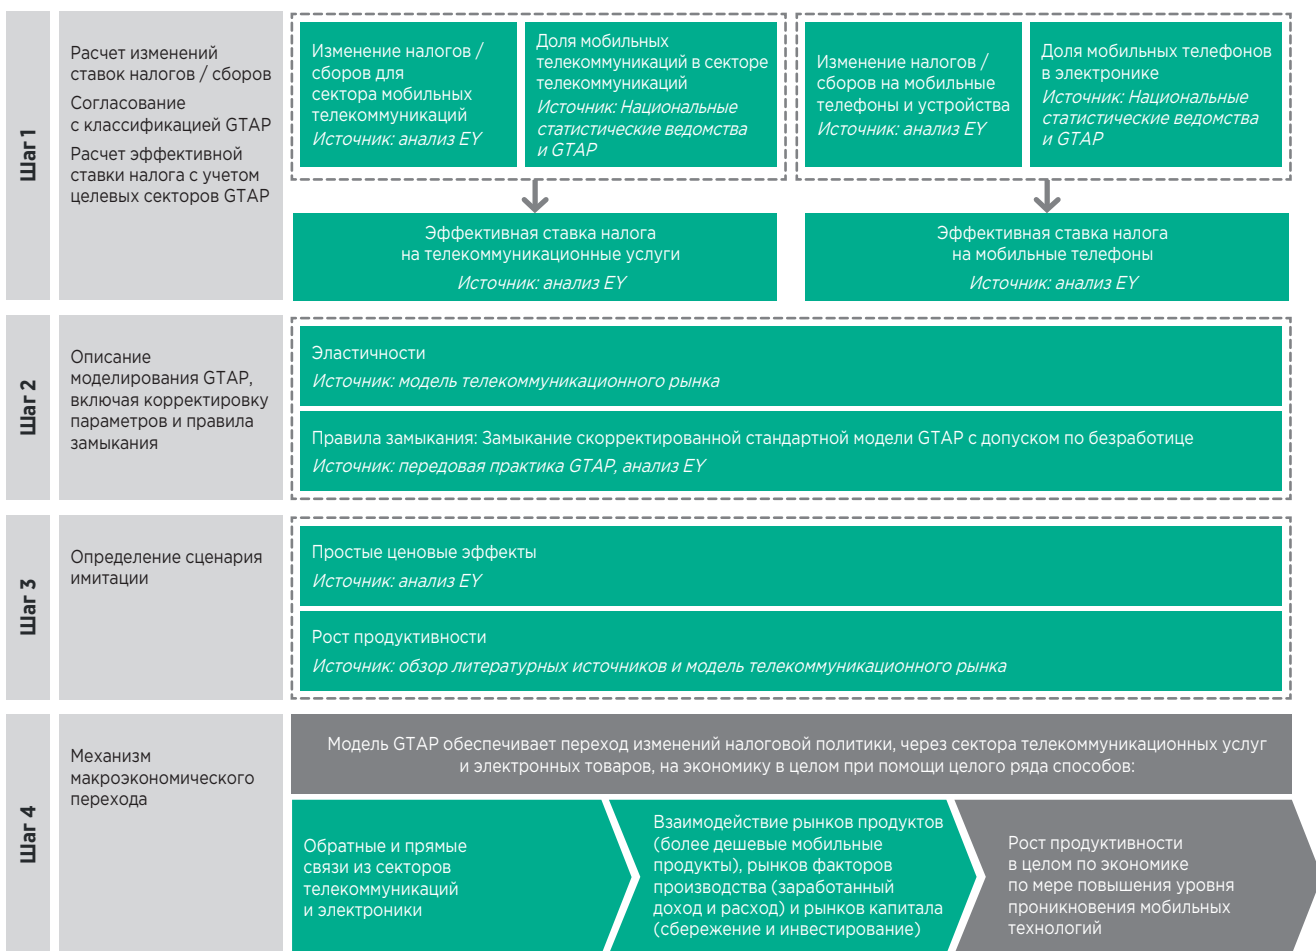 Шаг 1
Расчет изменений
ставок налогов / сборов
Согласование
с классификацией GTAP
Расчет эффективной
ставки налога с учетом
целевых секторов GTAP
Изменение налогов /
сборов для
сектора мобильных
телекоммуникаций
Источник: анализ EY
Доля мобильных
телекоммуникаций в секторе
телекоммуникаций
Источник: Национальные
статистические ведомства
и GTAP
Изменение налогов /
сборов на мобильные
телефоны и устройства
Источник: анализ EY
Доля мобильных телефонов
в электронике
Источник: Национальные
статистические ведомства
и GTAP
Эффективная ставка налога
на телекоммуникационные услуги
Источник: анализ EY
Эффективная ставка налога
на мобильные телефоны
Источник: анализ EY
Шаг 2
Описание
моделирования GTAP,
включая корректировку
параметров и правила
замыкания
Эластичности
Источник: модель телекоммуникационного рынка
Правила замыкания: Замыкание скорректированной стандартной модели GTAP с допуском по безработице
Источник: передовая практика GTAP, анализ EY
Шаг 3
Определение сценария
имитации
Простые ценовые эффекты
Источник: анализ EY
Рост продуктивности
Источник: обзор литературных источников и модель телекоммуникационного рынка
Шаг 4
Механизм
макроэкономического
перехода
Модель GTAP обеспечивает переход изменений налоговой политики, через сектора телекоммуникационных услуг
и электронных товаров, на экономику в целом при помощи целого ряда способов:
Обратные и прямые
связи из секторов
телекоммуникаций
и электроники
Взаимодействие рынков продуктов
(более дешевые мобильные
продукты), рынков факторов
производства (заработанный
доход и расход) и рынков капитала
(сбережение и инвестирование)
Рост продуктивности
в целом по экономике
по мере повышения уровня
проникновения мобильных
технологий